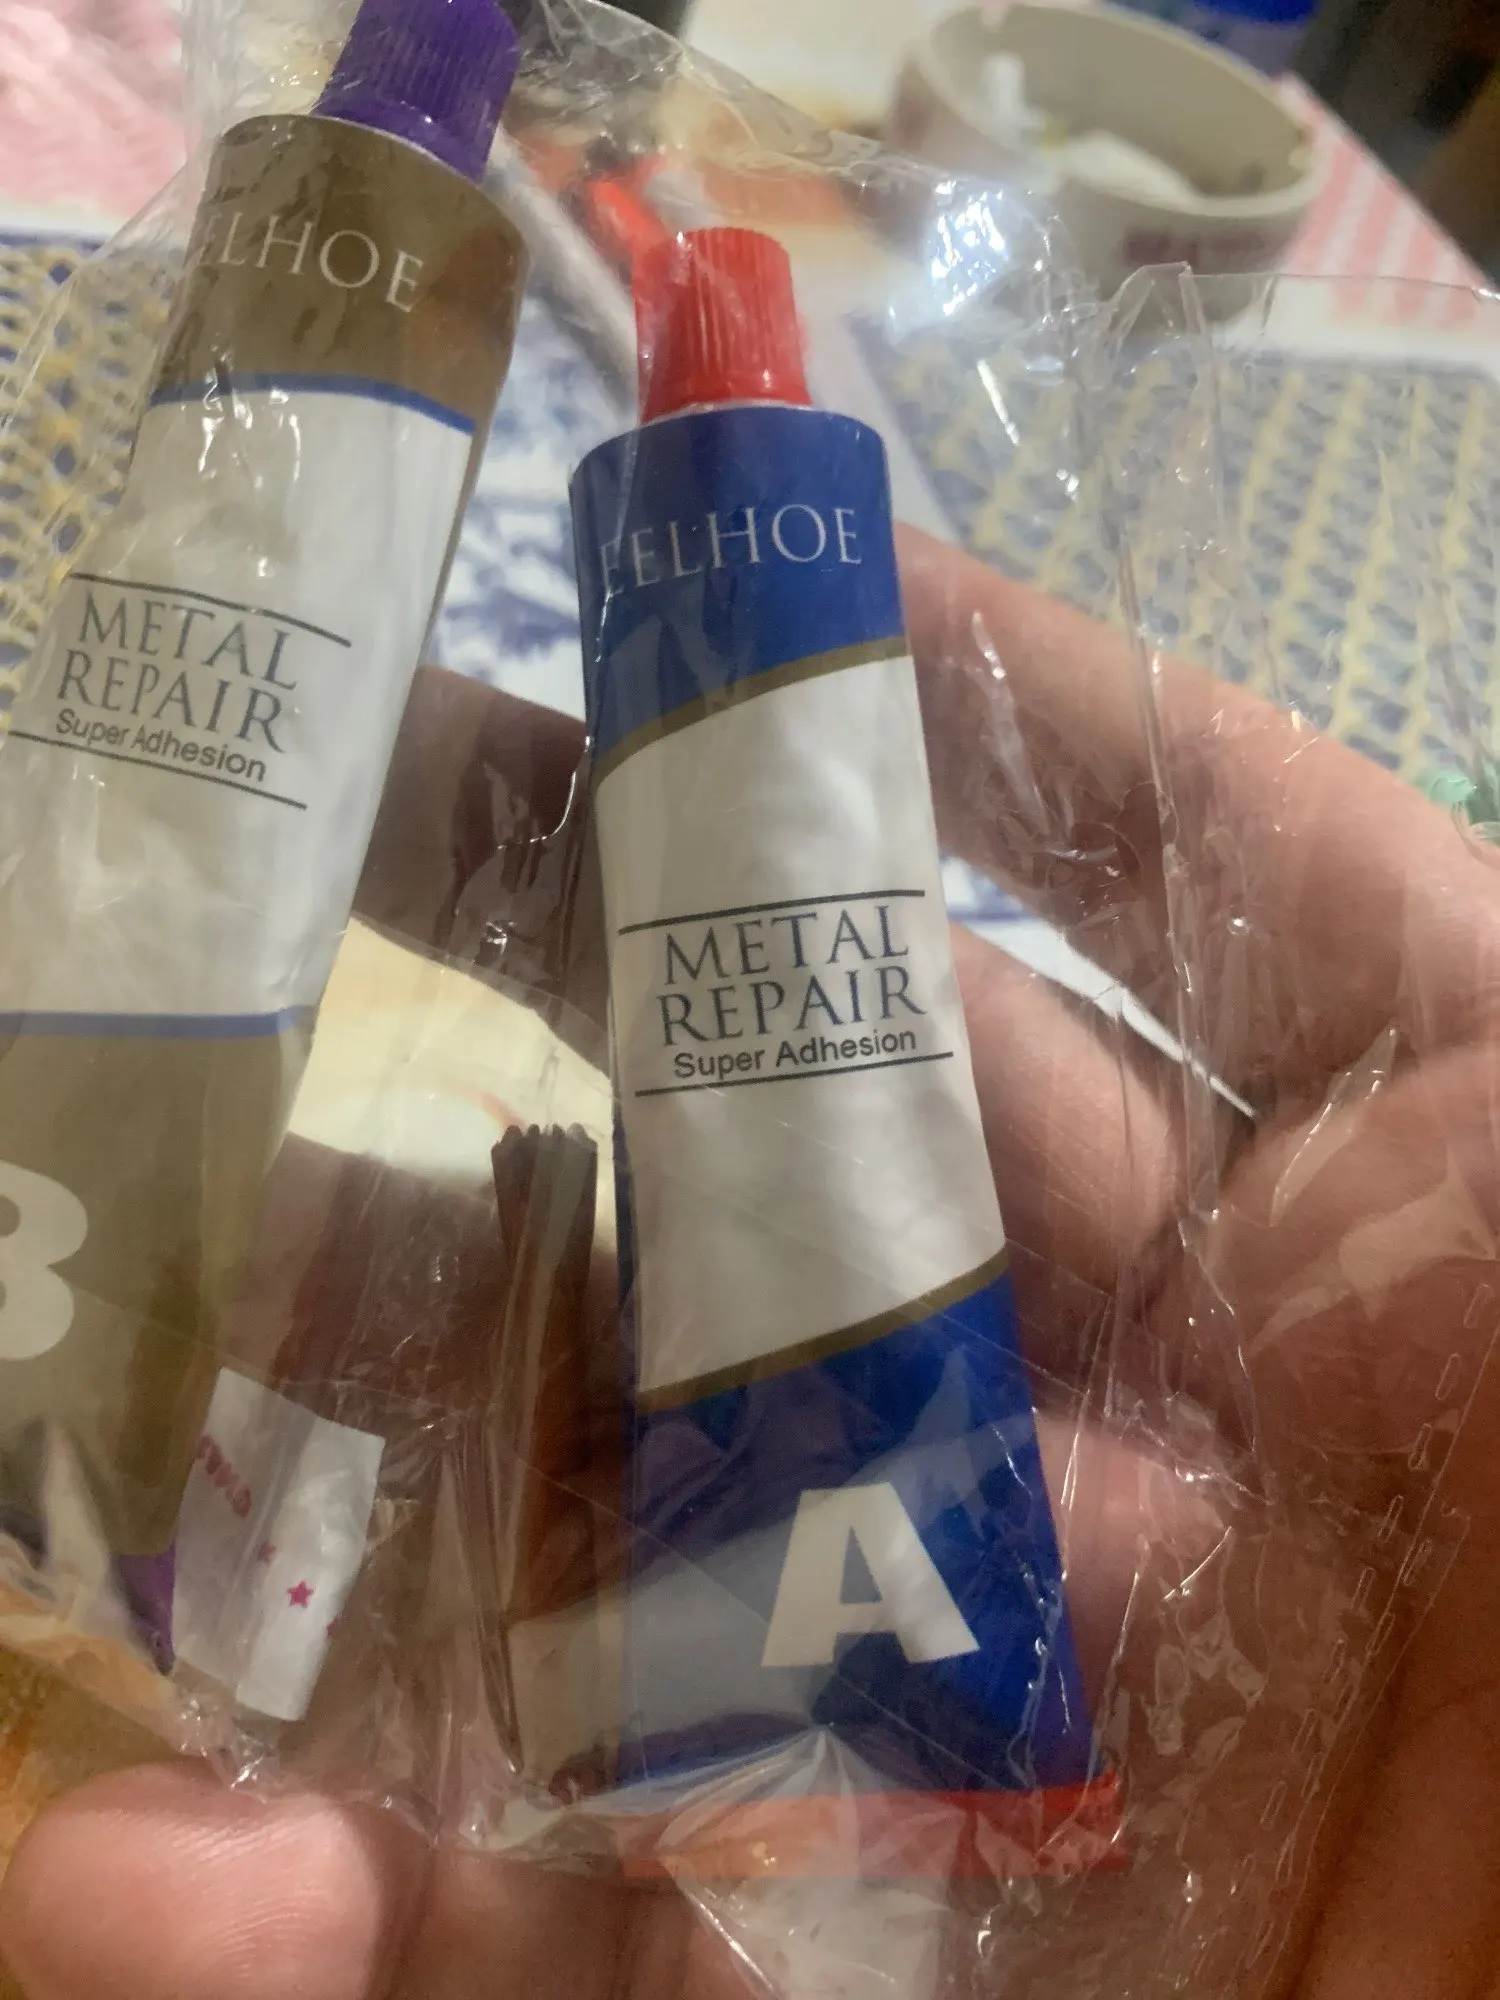 ELHOE
METAL
REPAIR
Super Adhesion
B
EELHOE
METAL
REPAIR
Super Adhesion
A